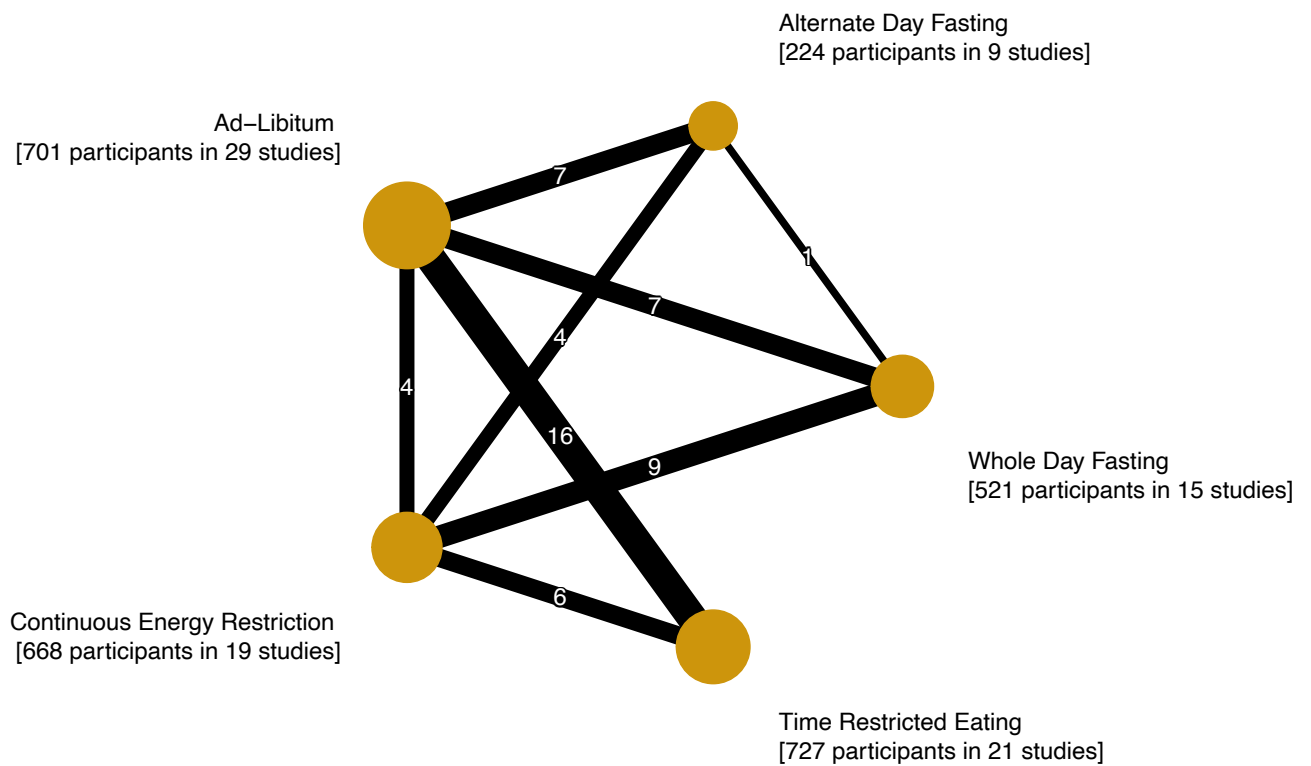 Alternate Day Fasting
[224 participants in 9 studies]
Ad−Libitum
[701 participants in 29 studies]
7
1
7
4
4
16
9
Whole Day Fasting
[521 participants in 15 studies]
6
Continuous Energy Restriction
[668 participants in 19 studies]
Time Restricted Eating
[727 participants in 21 studies]